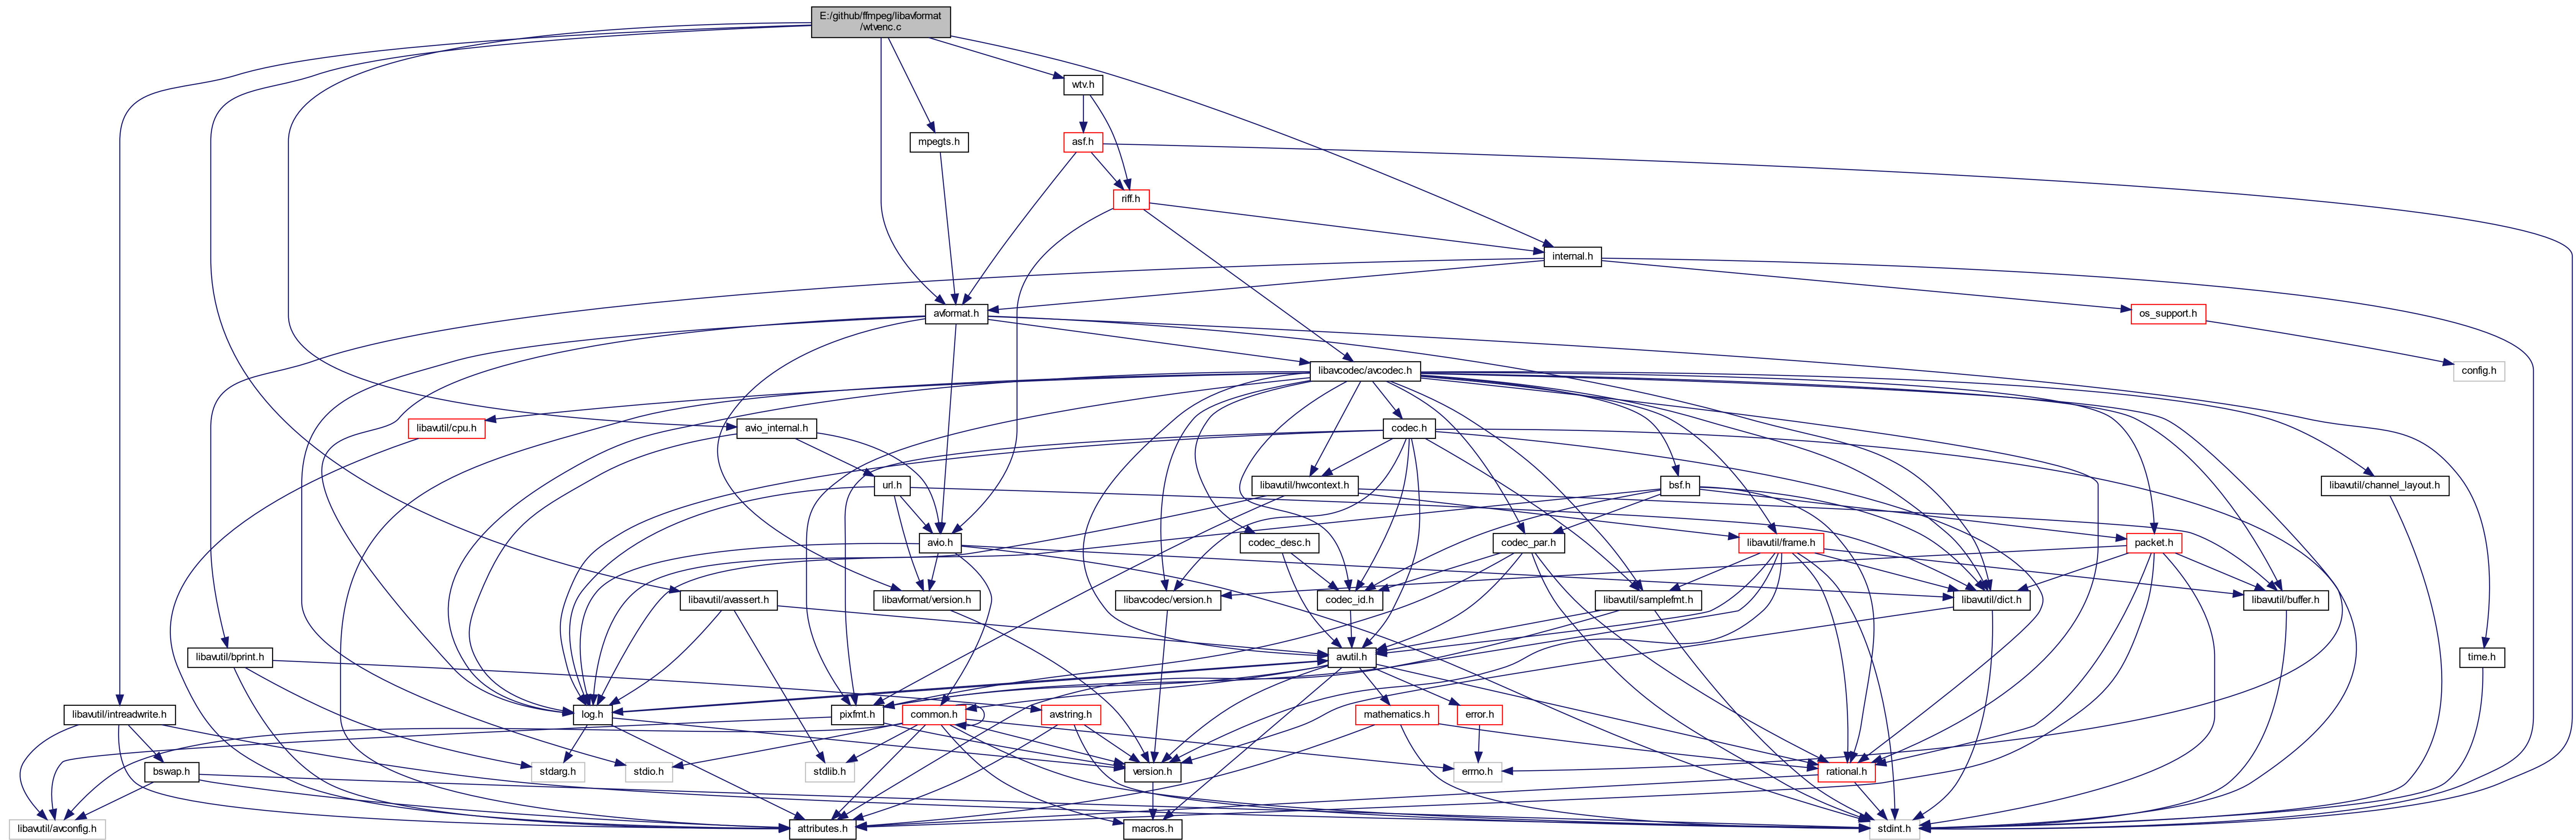 E:/github/ffmpeg/libavformat
/wtvenc.c
wtv.h
mpegts.h
asf.h
riff.h
internal.h
avformat.h
os_support.h
libavcodec/avcodec.h
config.h
libavutil/cpu.h
avio_internal.h
codec.h
url.h
libavutil/hwcontext.h
bsf.h
libavutil/channel_layout.h
avio.h
codec_desc.h
codec_par.h
libavutil/frame.h
packet.h
libavutil/avassert.h
libavformat/version.h
libavcodec/version.h
codec_id.h
libavutil/samplefmt.h
libavutil/dict.h
libavutil/buffer.h
libavutil/bprint.h
avutil.h
time.h
libavutil/intreadwrite.h
log.h
pixfmt.h
common.h
avstring.h
mathematics.h
error.h
bswap.h
stdarg.h
stdio.h
stdlib.h
version.h
errno.h
rational.h
libavutil/avconfig.h
attributes.h
macros.h
stdint.h